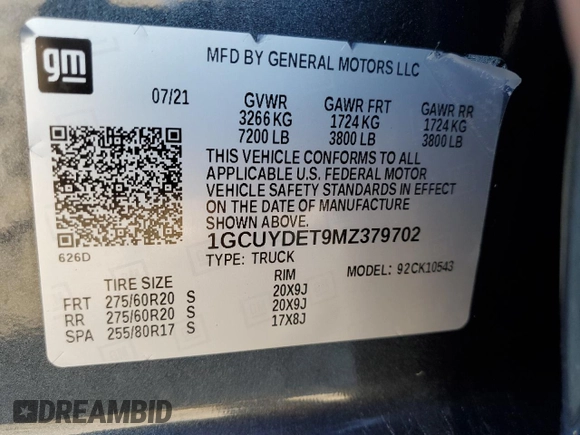 gm
MFD BY GENERAL MOTORS LLC
07/21 GVWR GAWR FRT GAWR RR
3266 KG 1724 KG 1724 KG
7200 LB 3800 LB 3800 LB
THIS VEHICLE CONFORMS TO ALL
APPLICABLE U.S. FEDERAL MOTOR
VEHICLE SAFETY STANDARDS IN EFFECT
ON THE DATE OF MANUFACTURE
SHOWN ABOVE.
626D
1GCUYDET9MZ379702
TYPE: TRUCK MODEL: 92CK10543
TIRE SIZE RIM
FRT 275/60R20 S 20X9J
RR 275/60R20 S 20X9J
SPA 255/80R17 S 17X8J
DREAMBID